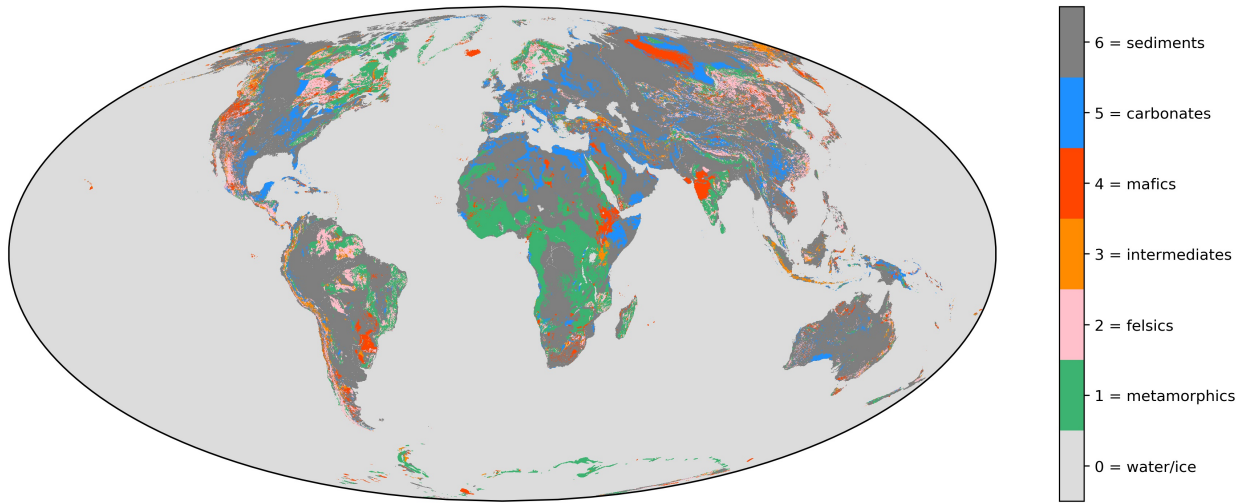 6 = sediments
5 = carbonates
4 = mafics
3 = intermediates
2 = felsics
1 = metamorphics
0 = water/ice